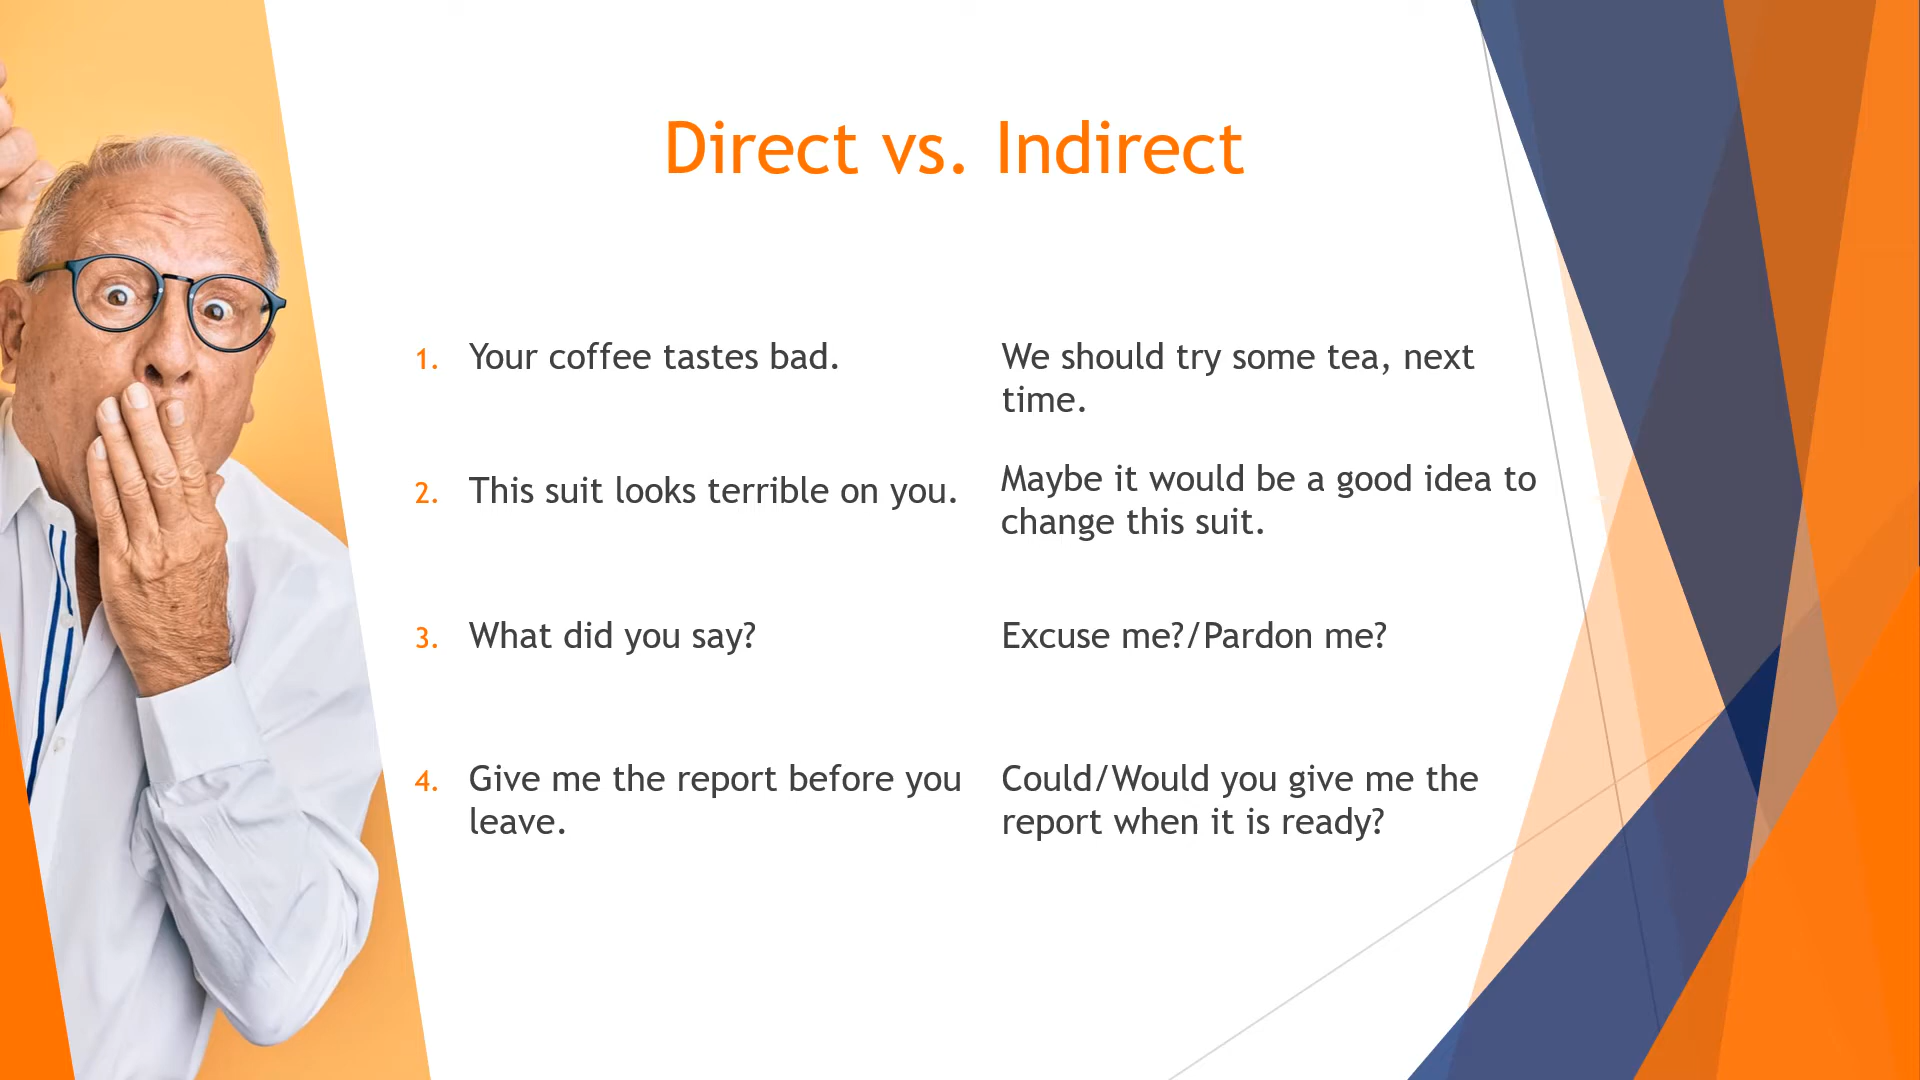 Direct vs. Indirect
1. Your coffee tastes bad.
We should try some tea, next
time.
2. This suit looks terrible on you.
Maybe it would be a good idea to
change this suit.
3. What did you say?
Excuse me?/Pardon me?
4. Give me the report before you
leave.
Could/Would you give me the
report when it is ready?